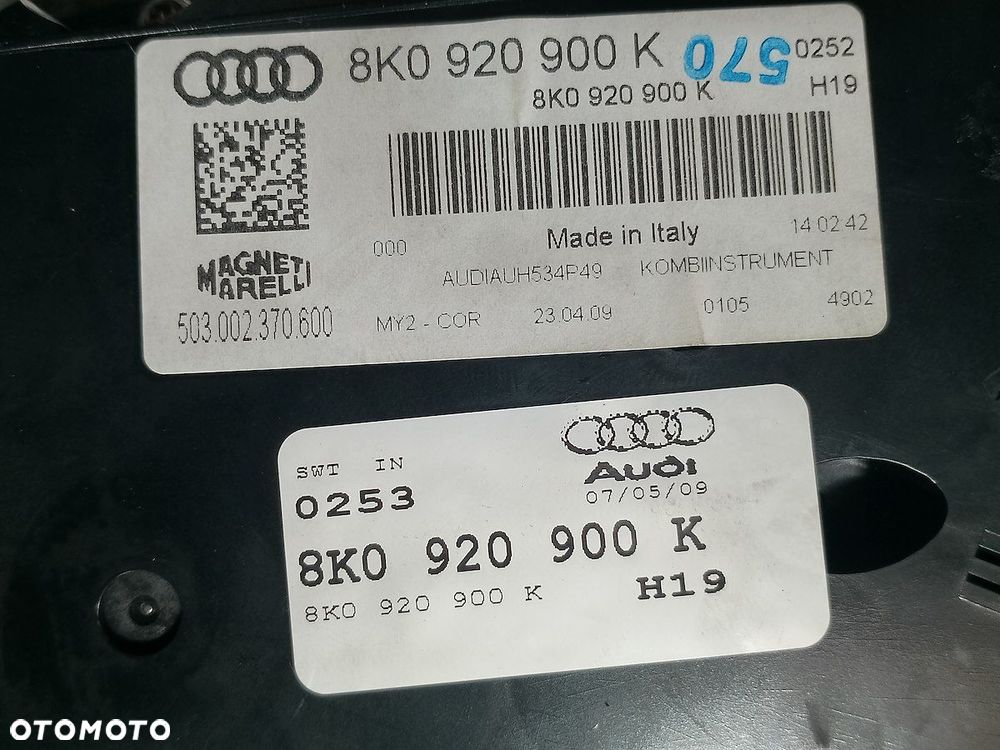 8K0 920 900 K 570 0252
8K0 920 900 K H19
000 Made in Italy 14 02 42
MAGNETI
MARELLI
AUDIAUH534P49 KOMBIINSTRUMENT
503.002.370.600 MY2 - COR 23.04.09 0105 4902
SWT IN
0253
Audi
07/05/09
8K0 920 900 K
8K0 920 900 K H19
OTOMOTO